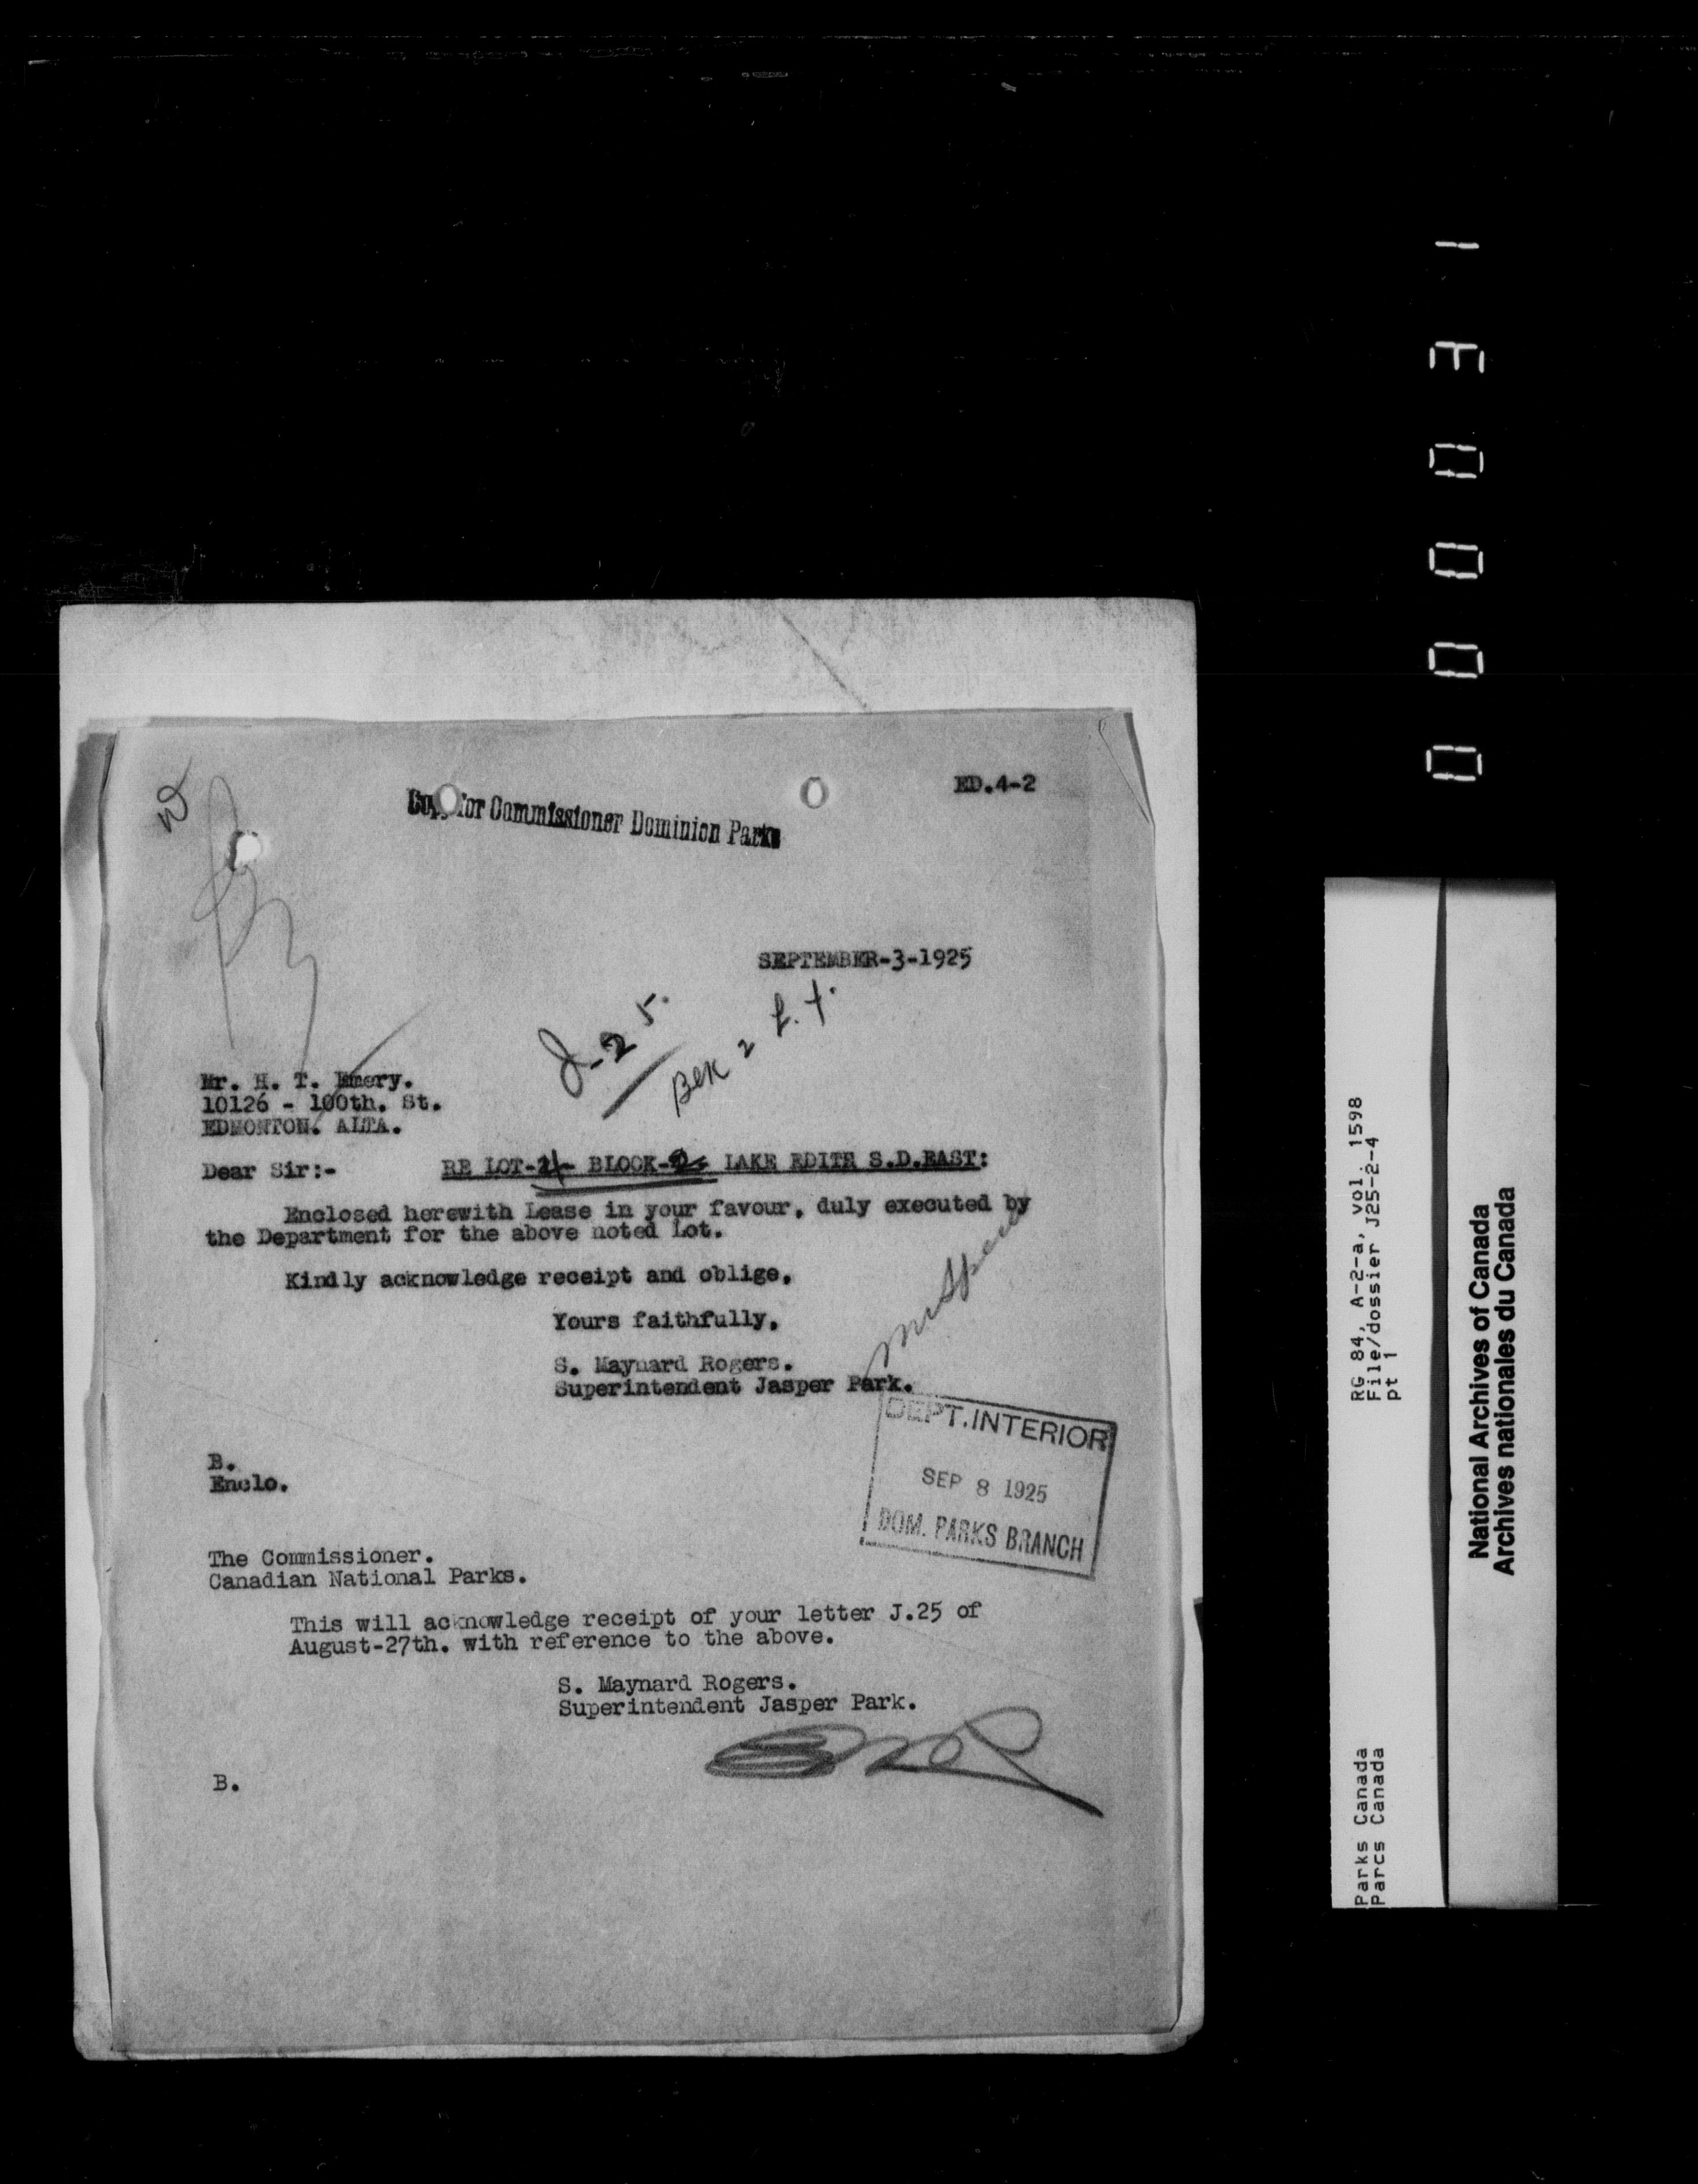 ED.4-2
Copy for Commissioner Dominion Parks
SEPTEMBER-3-1925
J-25.
Blk 2 L. 4.
Mr. H. T. Emery.
10126 - 100th. St.
EDMONTON. ALTA.
Dear Sir:- RE LOT-4- BLOCK-2- LAKE EDITH S.D.EAST:
Enclosed herewith Lease in your favour, duly executed by
the Department for the above noted Lot.
Kindly acknowledge receipt and oblige,
Yours faithfully,
S. Maynard Rogers.
Superintendent Jasper Park.
DEPT. INTERIOR
SEP 8 1925
DOM. PARKS BRANCH
B.
Enclo.
The Commissioner.
Canadian National Parks.
This will acknowledge receipt of your letter J.25 of
August-27th. with reference to the above.
S. Maynard Rogers.
Superintendent Jasper Park.
B.
000031
RG 84, A-2-a, vol. 1598
File/dossier J25-2-4
pt 1
Parks Canada
Parcs Canada
National Archives of Canada
Archives nationales du Canada